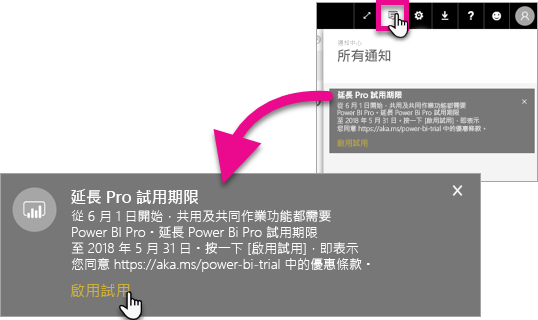 通知中心
所有通知
延長 Pro 試用期限
從 6 月 1 日開始，共用及共同作業功能都需要
Power BI Pro。延長 Power Bi Pro 試用期限
至 2018 年 5 月 31 日。按一下 [啟用試用]，即表示
您同意 https://aka.ms/power-bi-trial 中的優惠條款。
啟用試用
延長 Pro 試用期限
從 6 月 1 日開始，共用及共同作業功能都需要
Power BI Pro。延長 Power Bi Pro 試用期限
至 2018 年 5 月 31 日。按一下 [啟用試用]，即表示
您同意 https://aka.ms/power-bi-trial 中的優惠條款。
啟用試用